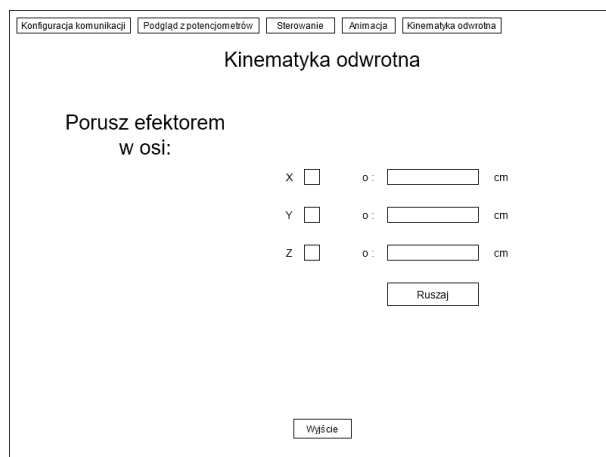 Konfiguracja komunikacji Podgląd z potencjometrów Sterowanie Animacja Kinematyka odwrotna
Kinematyka odwrotna
Porusz efektorem
w osi:
X o : cm
Y o : cm
Z o : cm
Ruszaj
Wyjście